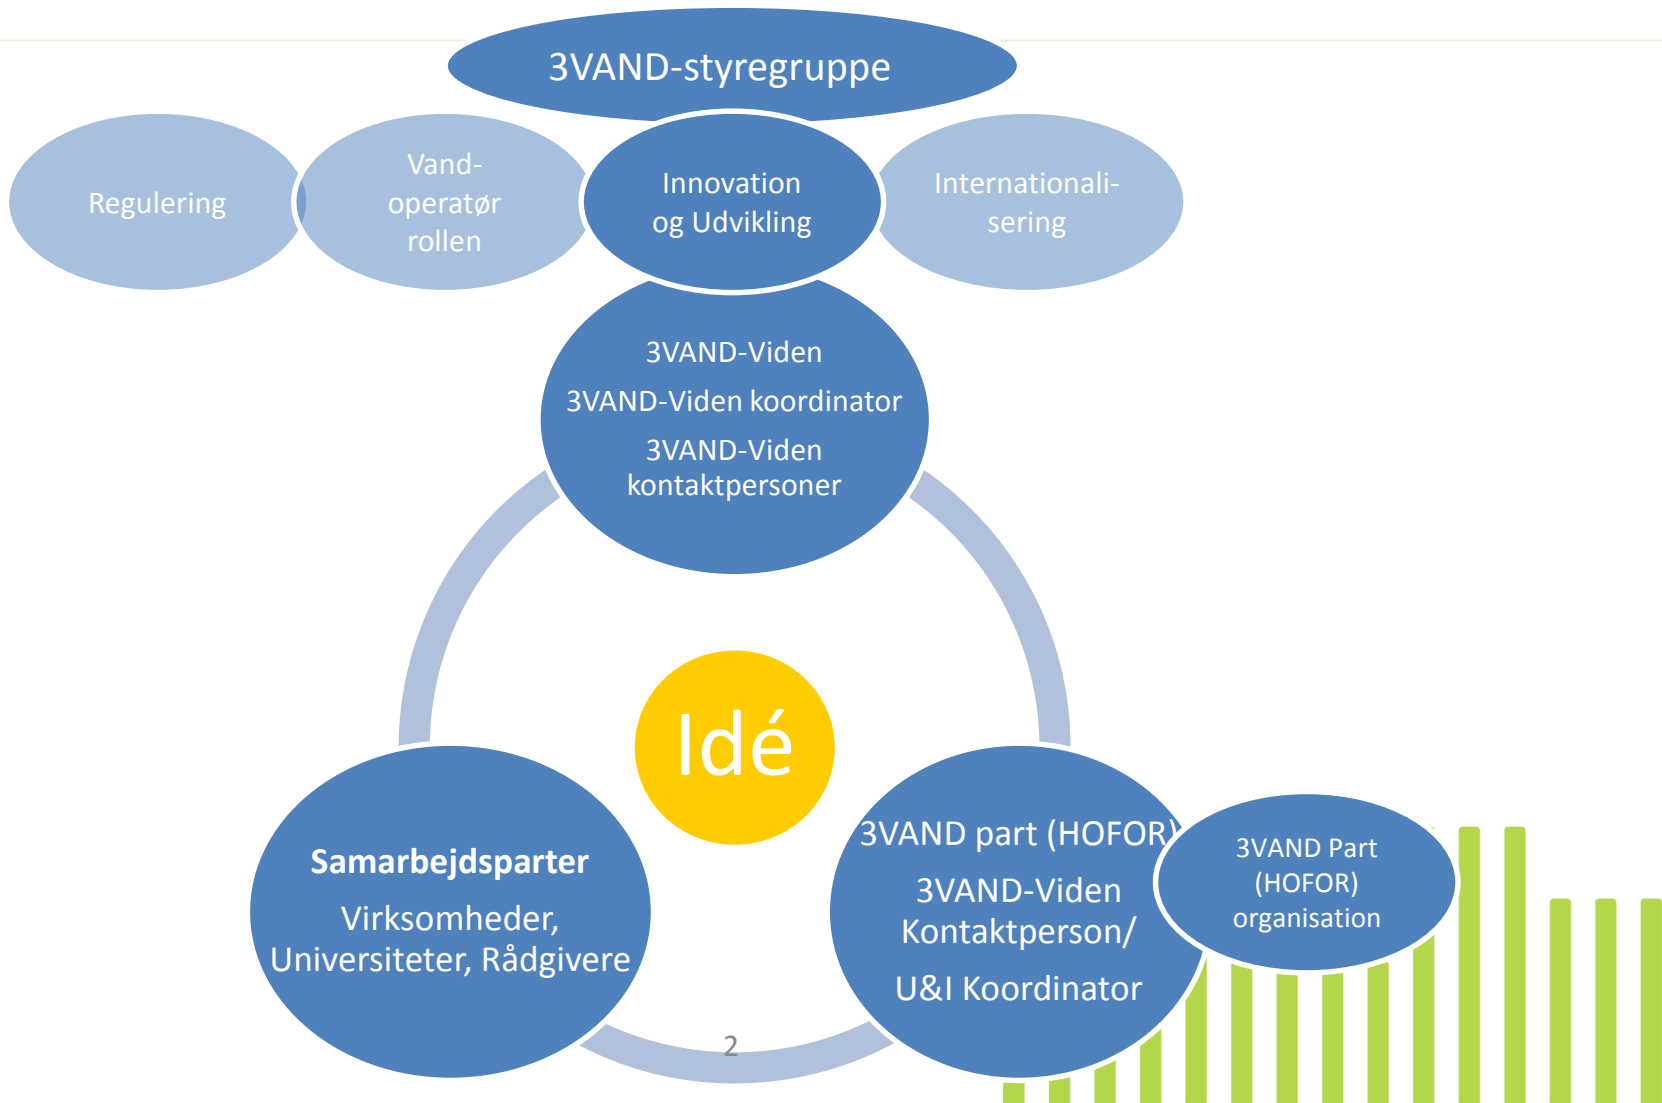 3VAND-styregruppe
Regulering
Vand-
operatør
rollen
Innovation
og Udvikling
Internationali-
sering
3VAND-Viden
3VAND-Viden koordinator
3VAND-Viden
kontaktpersoner
Idé
Samarbejdsparter
Virksomheder,
Universiteter, Rådgivere
3VAND part (HOFOR)
3VAND-Viden
Kontaktperson/
U&I Koordinator
3VAND Part
(HOFOR)
organisation
2